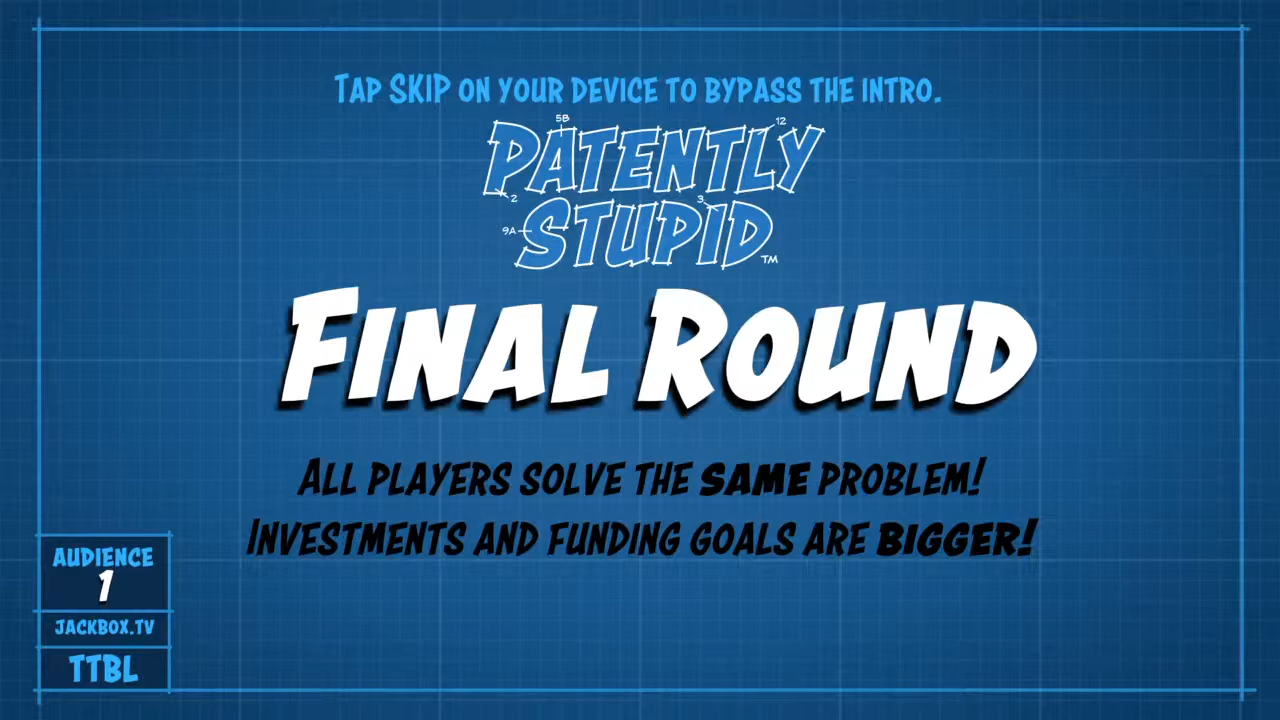 TAP SKIP ON YOUR DEVICE TO BYPASS THE INTRO.
5B
12
PATENTLY
2
3
9A
STUPID
TM
FINAL ROUND
ALL PLAYERS SOLVE THE SAME PROBLEM!
INVESTMENTS AND FUNDING GOALS ARE BIGGER!
AUDIENCE
1
JACKBOX.TV
TTBL